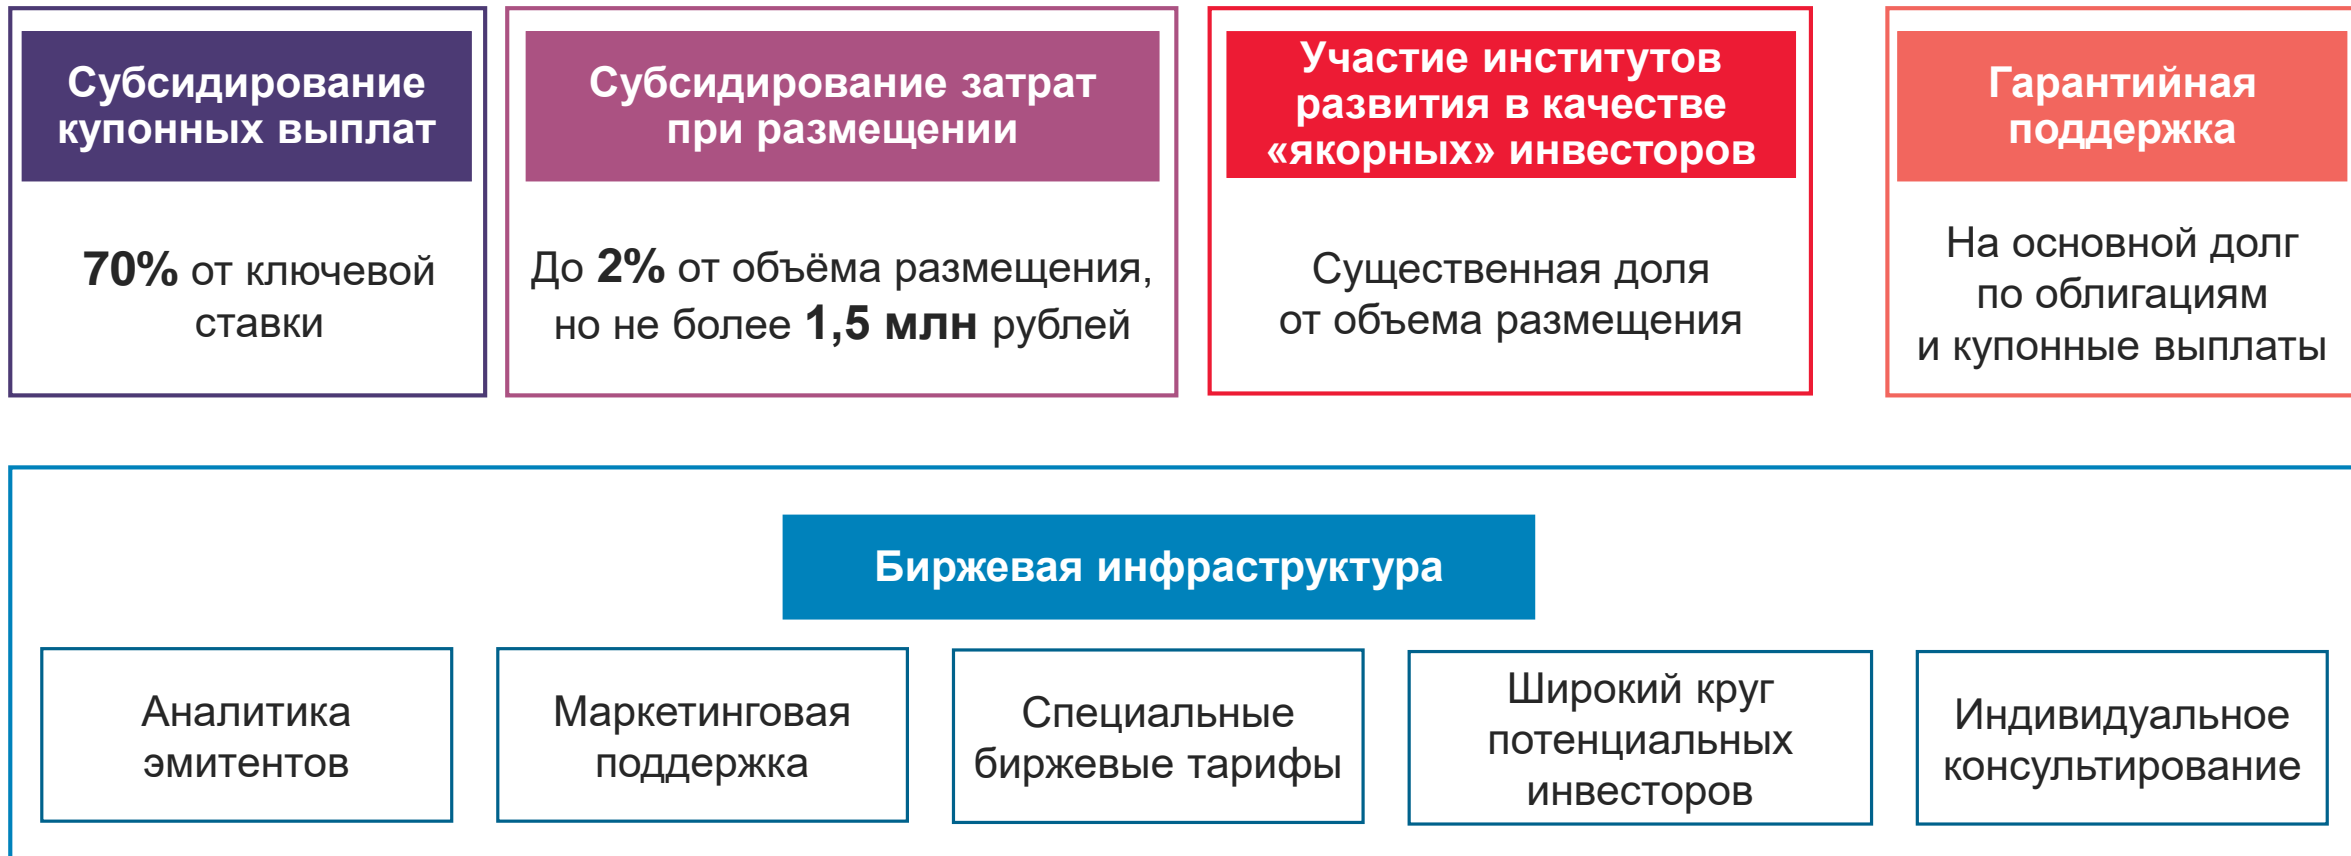 Субсидирование
купонных выплат
70% от ключевой
ставки
Субсидирование затрат
при размещении
До 2% от объёма размещения,
но не более 1,5 млн рублей
Участие институтов
развития в качестве
«якорных» инвесторов
Существенная доля
от объема размещения
Гарантийная
поддержка
На основной долг
по облигациям
и купонные выплаты
Биржевая инфраструктура
Аналитика
эмитентов
Маркетинговая
поддержка
Специальные
биржевые тарифы
Широкий круг
потенциальных
инвесторов
Индивидуальное
консультирование